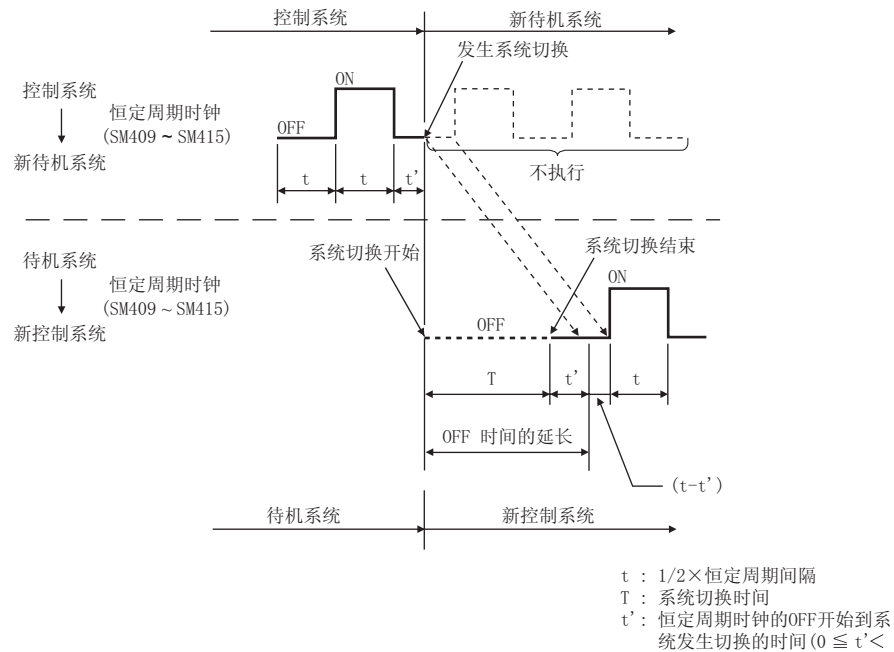 控制系统
新待机系统
发生系统切换
控制系统
新待机系统
恒定周期时钟
(SM409 ~ SM415)
OFF
ON
t
t
t'
不执行
待机系统
新控制系统
恒定周期时钟
(SM409 ~ SM415)
系统切换开始
系统切换结束
ON
OFF
T
t'
t
OFF 时间的延长
(t-t')
待机系统
新控制系统
t : 1/2×恒定周期间隔
T : 系统切换时间
t': 恒定周期时钟的OFF开始到系
统发生切换的时间(0 ≦ t'<